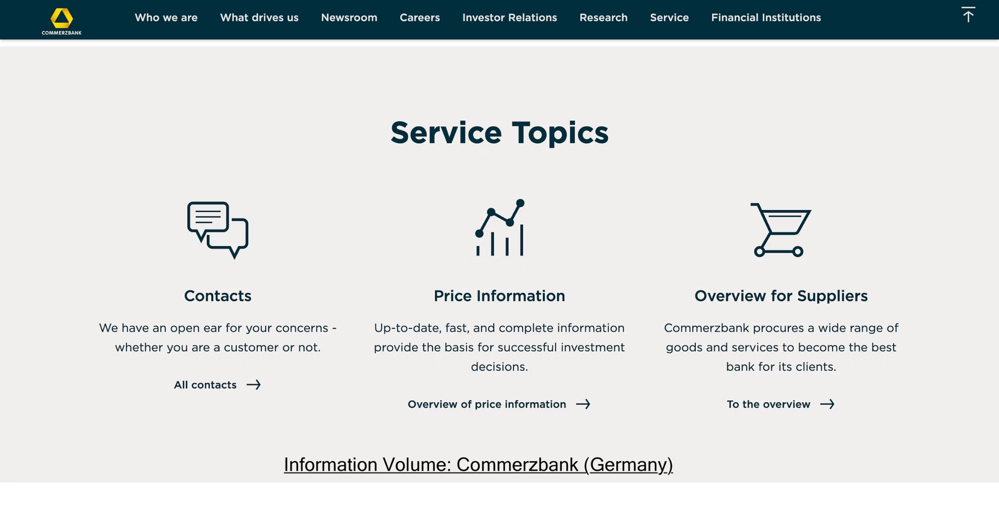 COMMERZBANK
Who we are
What drives us
Newsroom
Careers
Investor Relations
Research
Service
Financial Institutions
Service Topics
Contacts
We have an open ear for your concerns -
whether you are a customer or not.
All contacts
Price Information
Up-to-date, fast, and complete information
provide the basis for successful investment
decisions.
Overview of price information
Overview for Suppliers
Commerzbank procures a wide range of
goods and services to become the best
bank for its clients.
To the overview
Information Volume: Commerzbank (Germany)